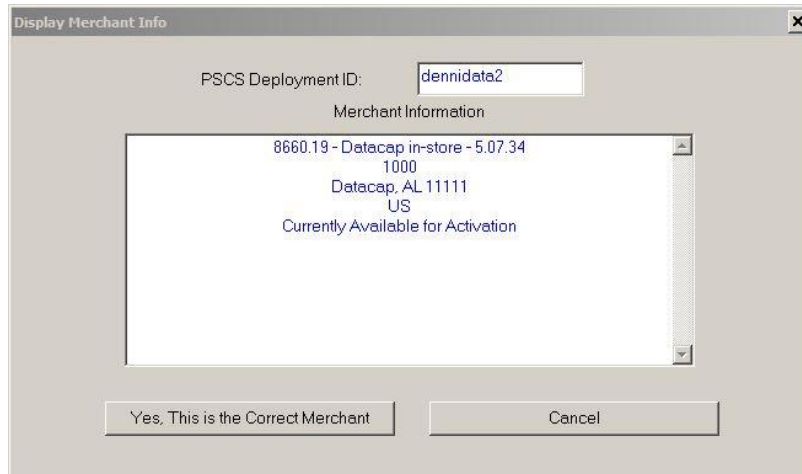 Display Merchant Info
PSCS Deployment ID: dennidata2
Merchant Information
8660.19 - Datacap in-store - 5.07.34
1000
Datacap, AL 11111
US
Currently Available for Activation
Yes, This is the Correct Merchant
Cancel